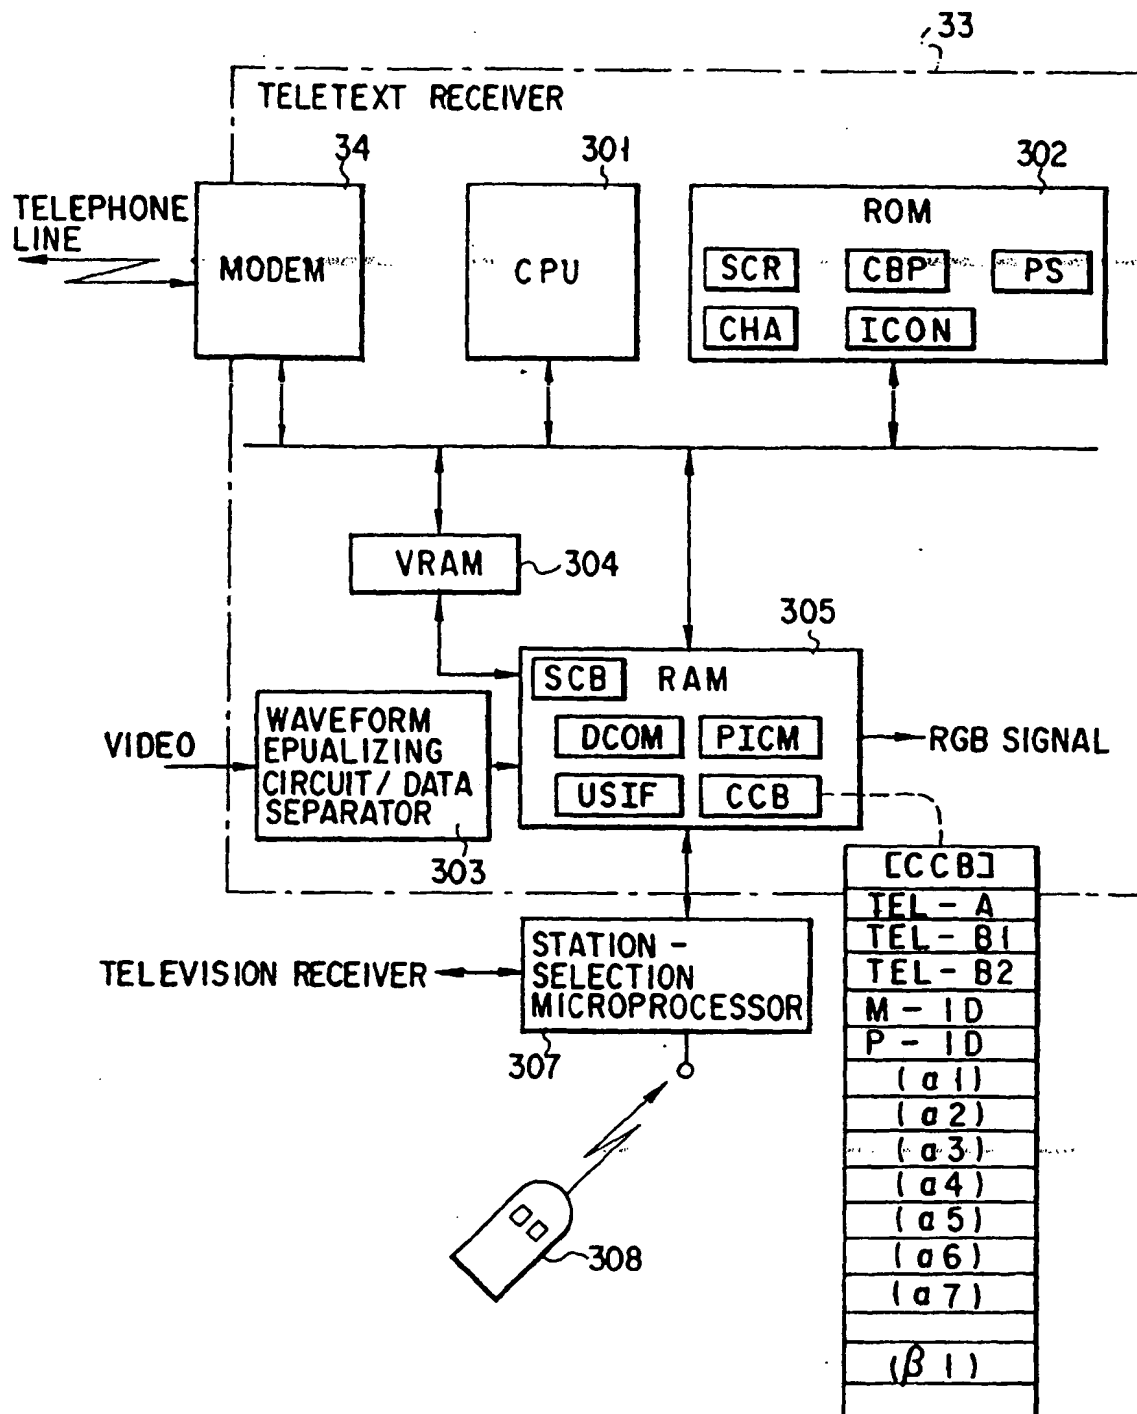 33
TELETEXT RECEIVER
34
301
302
TELEPHONE
LINE
MODEM
CPU
ROM
SCR
CBP
PS
CHA
ICON
VRAM
304
305
SCB
RAM
DCOM
PICM
USIF
CCB
VIDEO
WAVEFORM
EPUALIZING
CIRCUIT/ DATA
SEPARATOR
303
RGB SIGNAL
[CCB]
TEL-A
TEL-B1
TEL-B2
M-ID
P-ID
(α1)
(α2)
(α3)
(α4)
(α5)
(α6)
(α7)
(β1)
TELEVISION RECEIVER
STATION-
SELECTION
MICROPROCESSOR
307
308